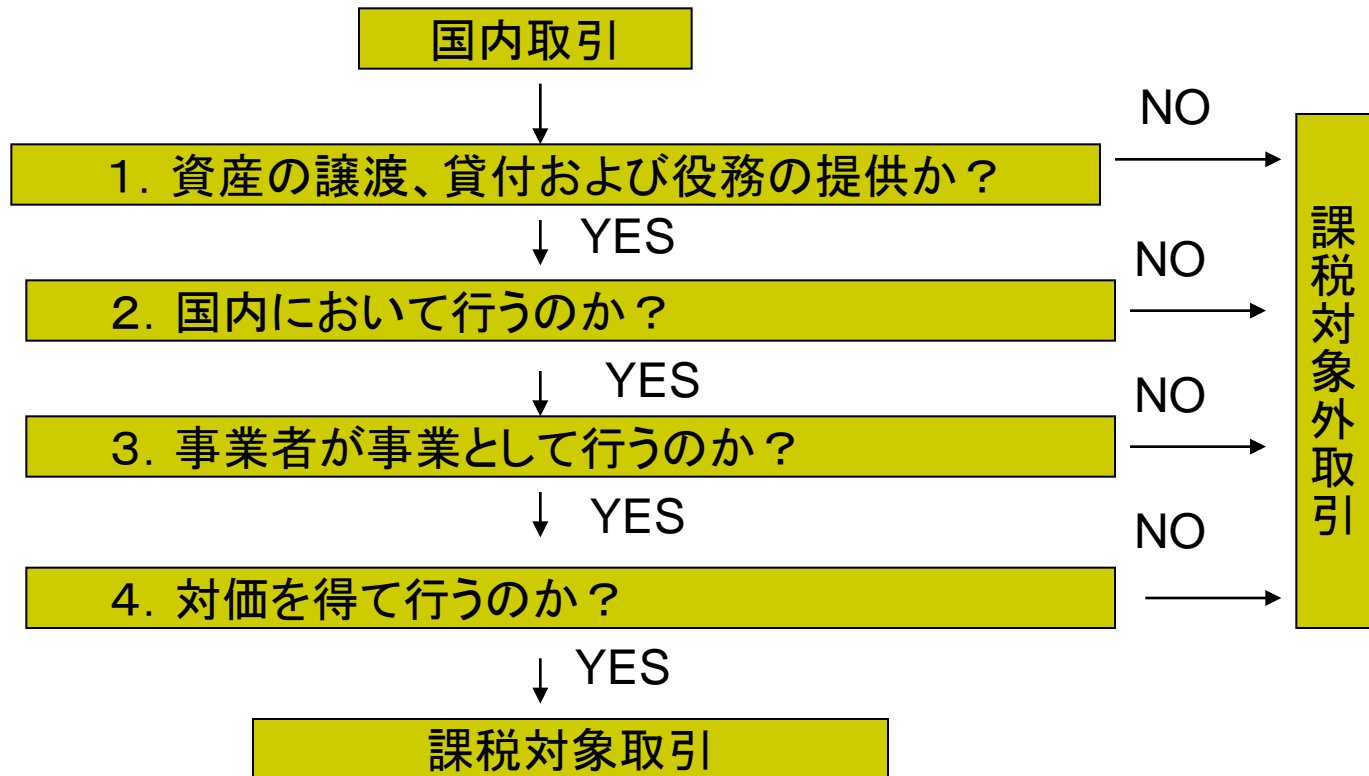 国内取引
NO
1. 資産の譲渡、貸付および役務の提供か?
YES
NO
2. 国内において行うのか?
YES
NO
3. 事業者が事業として行うのか?
YES
NO
4. 対価を得て行うのか?
YES
課税対象取引
課税対象外取引